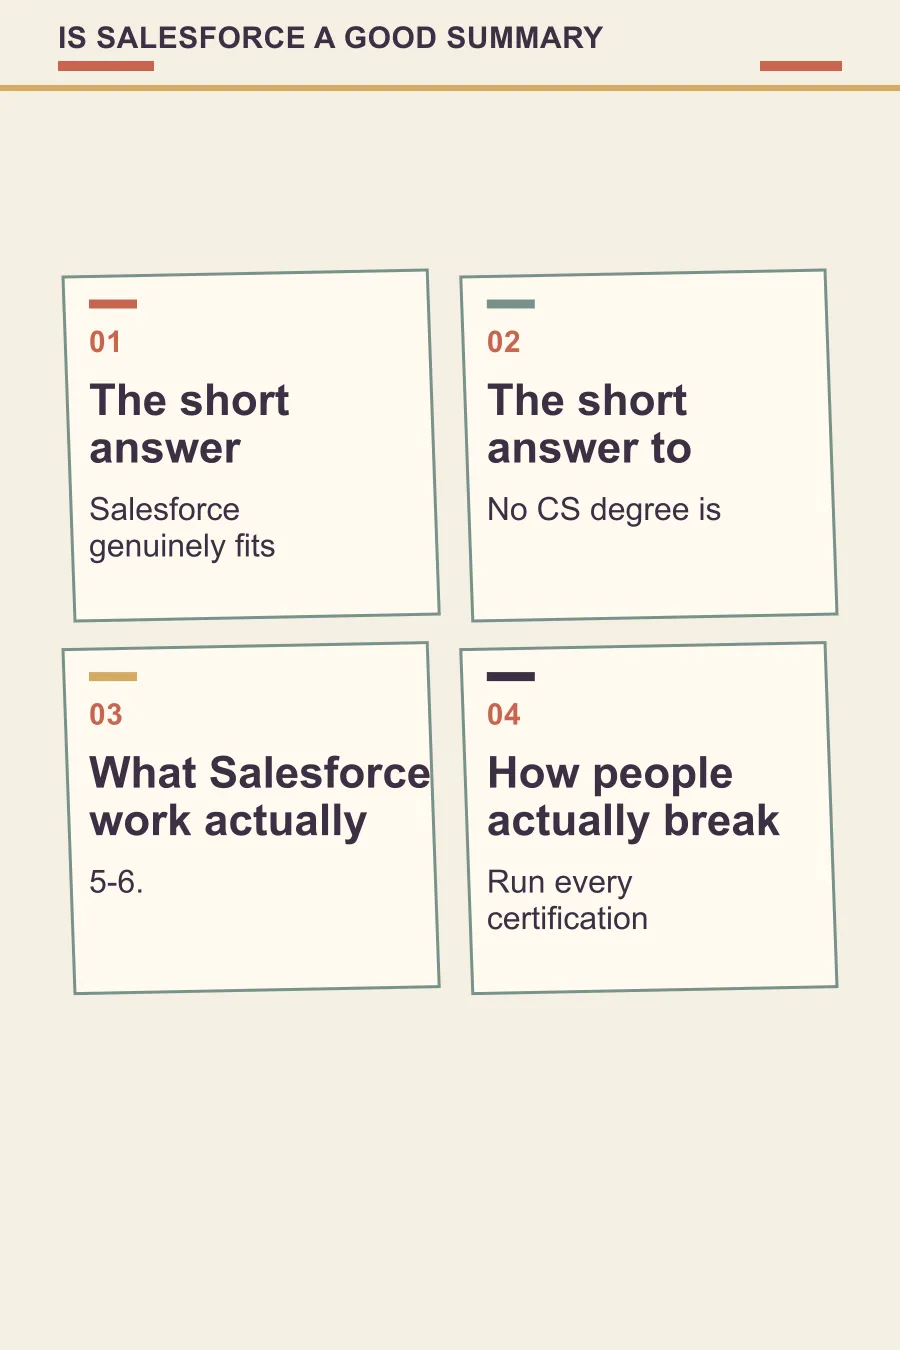 IS SALESFORCE A GOOD SUMMARY
01
The short
answer
Salesforce
genuinely fits
02
The short
answer to
No CS degree is
03
What Salesforce
work actually
5-6.
04
How people
actually break
Run every
certification